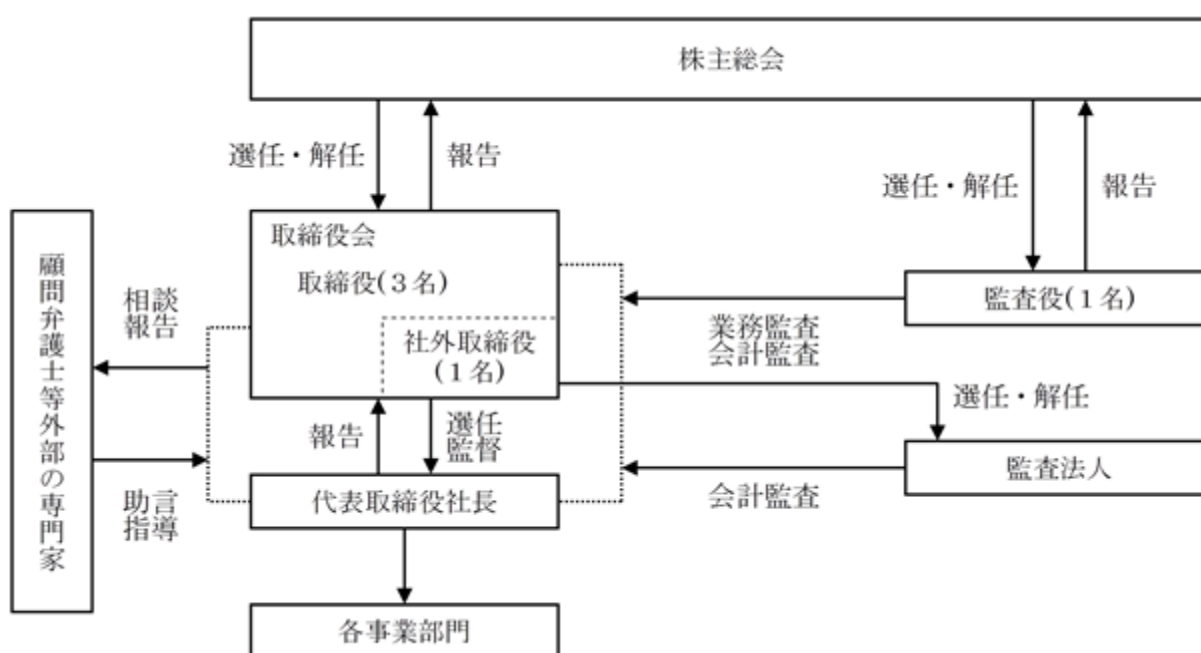 株主総会
選任・解任
報告
選任・解任
報告
取締役会
取締役(3名)
社外取締役
(1名)
監査役(1名)
業務監査
会計監査
顧問弁護士等外部の専門家
相談
報告
助言
指導
報告
選任
監督
選任・解任
代表取締役社長
監査法人
会計監査
各事業部門